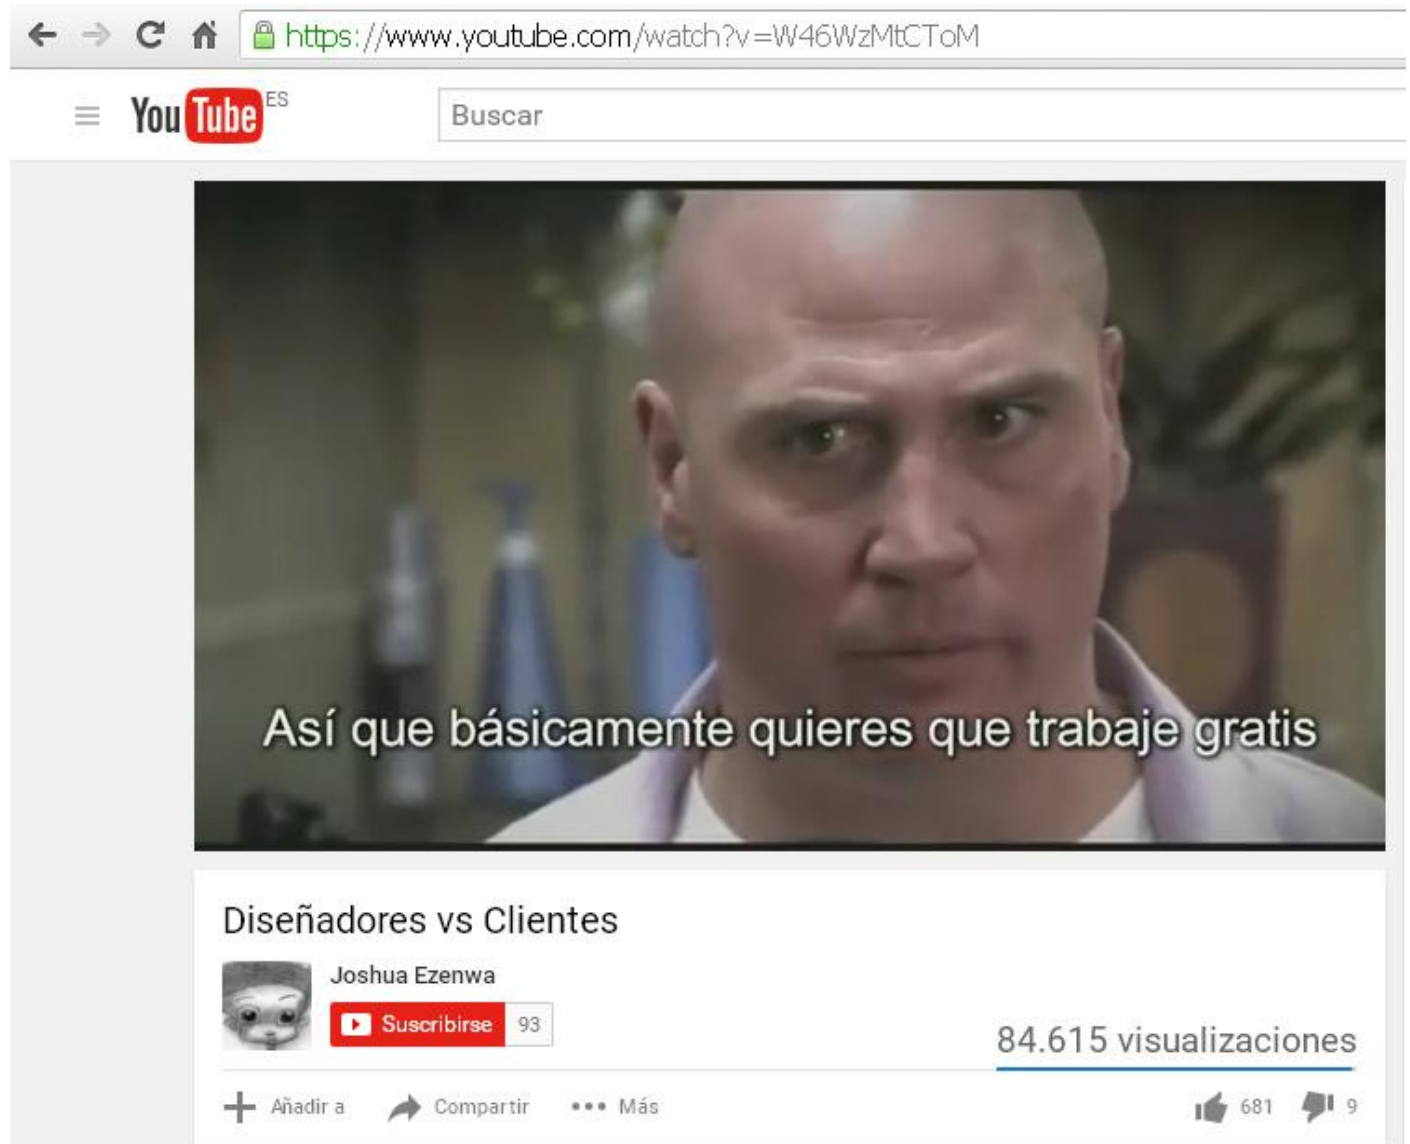 https://www.youtube.com/watch?v=W46WzMtCToM
YouTube ES
Buscar
Así que básicamente quieres que trabaje gratis
Diseñadores vs Clientes
Joshua Ezenwa
Suscribirse 93
84.615 visualizaciones
Añadir a Compartir Más 681 9